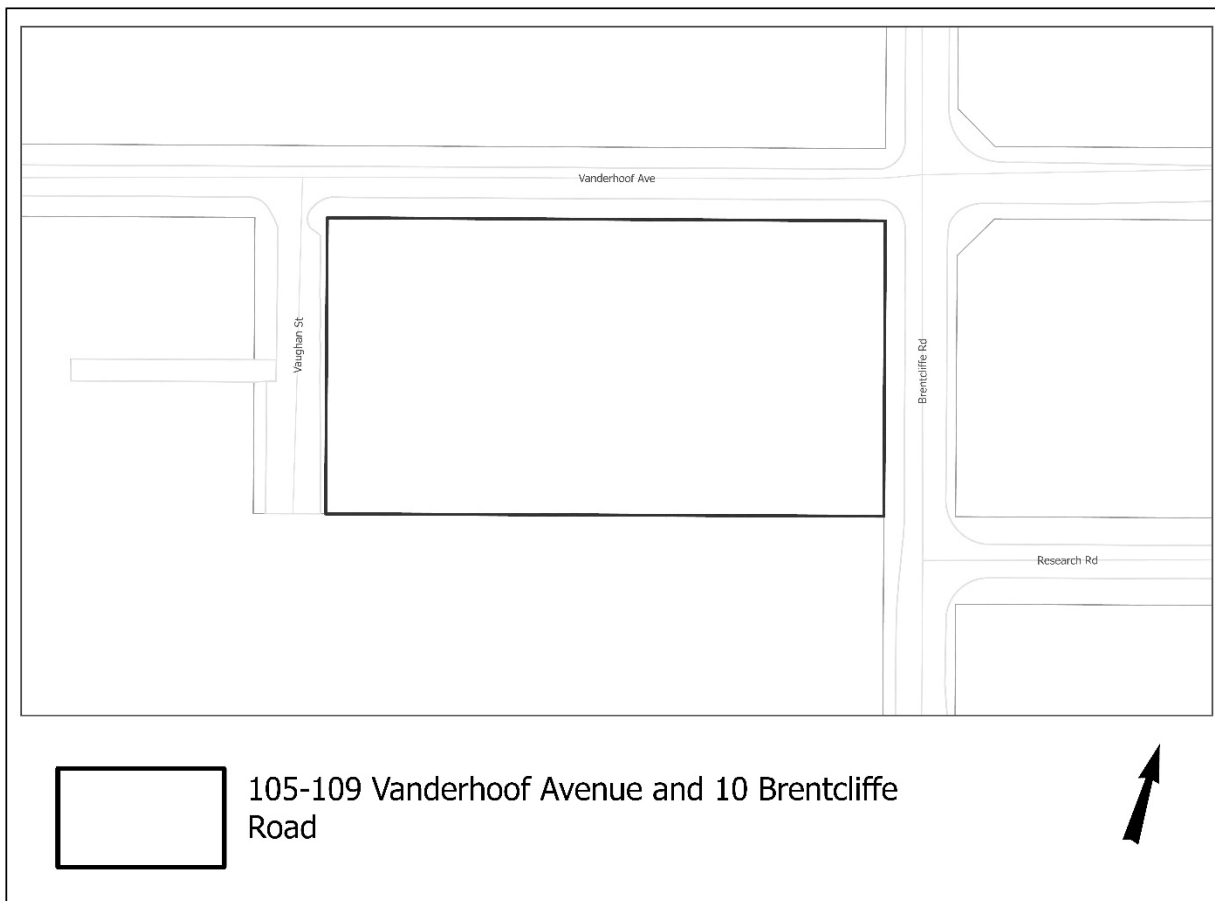 Vanderhoof Ave
Vaughan St
Brentcliffe Rd
Research Rd
105-109 Vanderhoof Avenue and 10 Brentcliffe
Road